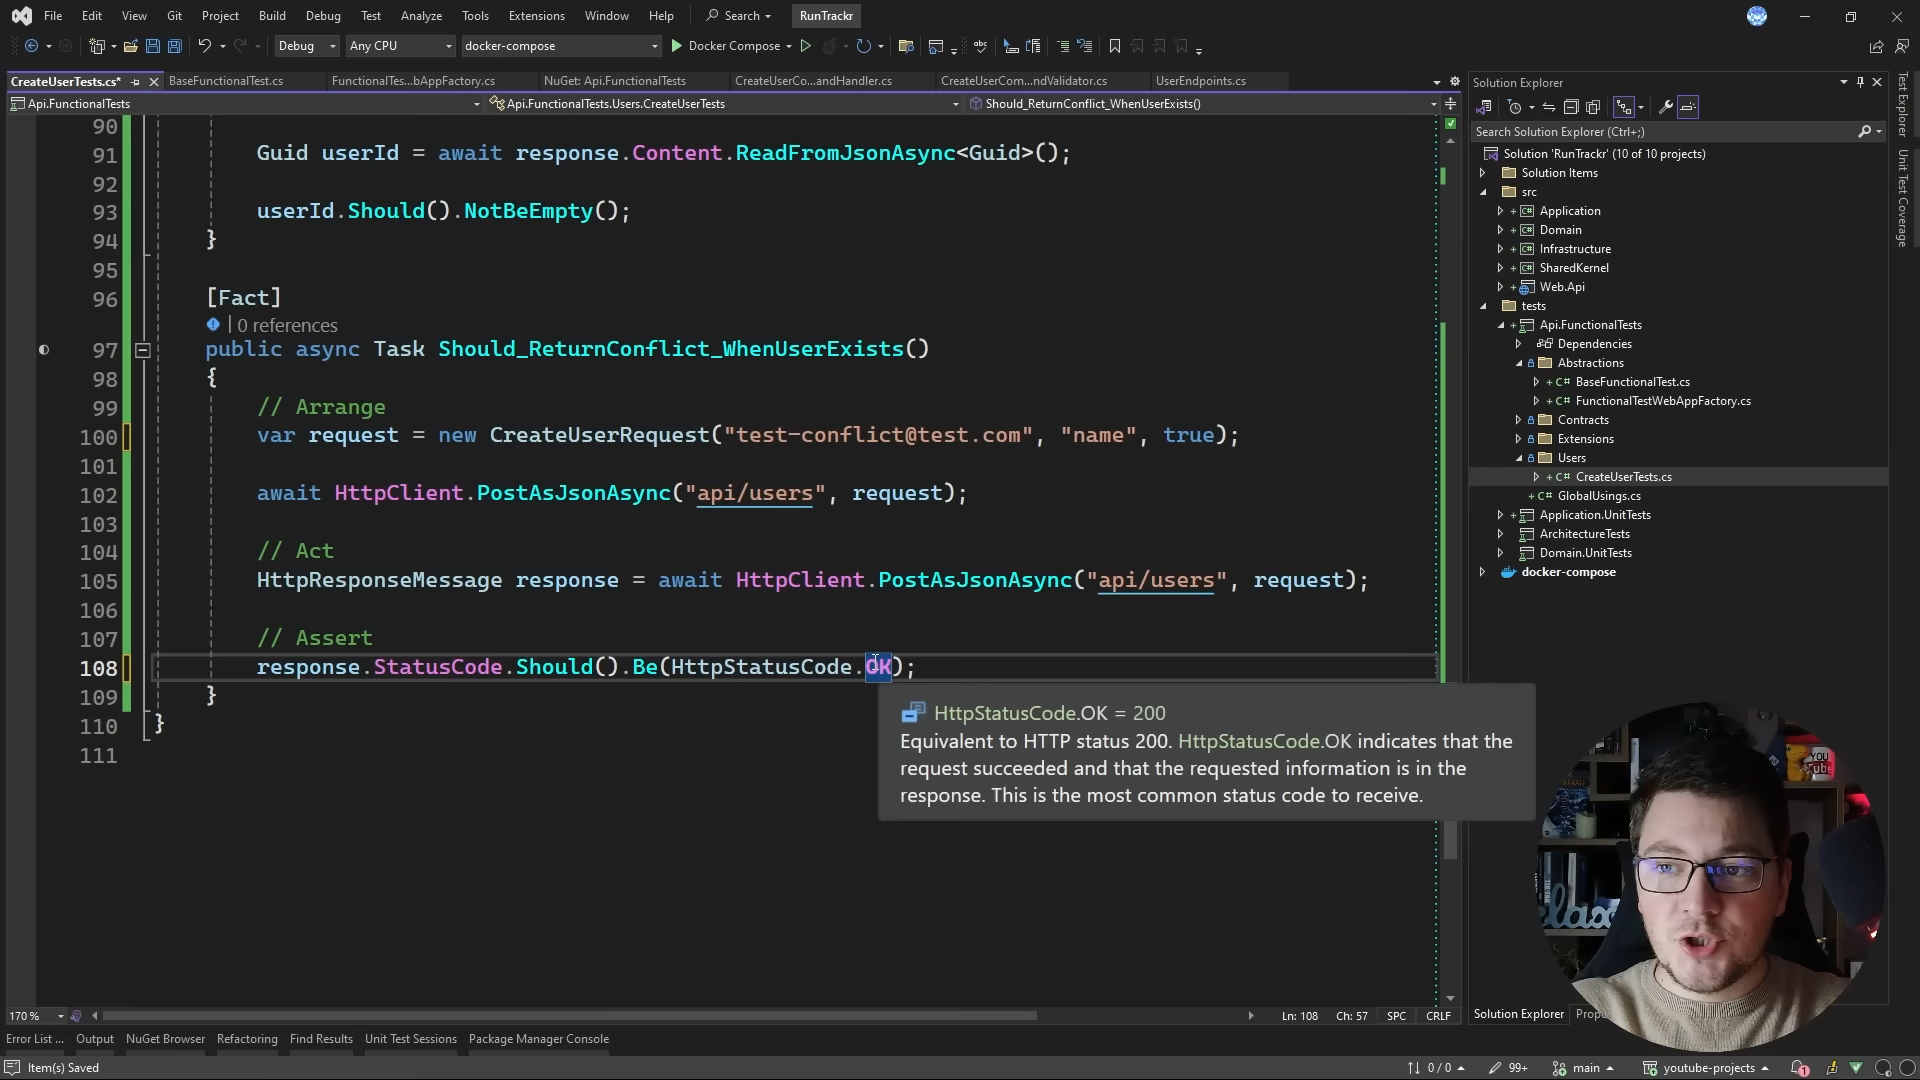 File Edit View Git Project Build Debug Test Analyze Tools Extensions Window Help Search RunTrackr
Debug Any CPU docker-compose Docker Compose
CreateUserTests.cs* BaseFunctionalTest.cs FunctionalTes...bAppFactory.cs NuGet: Api.FunctionalTests CreateUserCo...andHandler.cs CreateUserCom...ndValidator.cs UserEndpoints.cs
Api.FunctionalTests Api.FunctionalTests.Users.CreateUserTests Should_ReturnConflict_WhenUserExists()
90
91 Guid userId = await response.Content.ReadFromJsonAsync<Guid>();
92
93 userId.Should().NotBeEmpty();
94 }
95
96 [Fact]
0 references
97 public async Task Should_ReturnConflict_WhenUserExists()
98 {
99 // Arrange
100 var request = new CreateUserRequest("test-conflict@test.com", "name", true);
101
102 await HttpClient.PostAsJsonAsync("api/users", request);
103
104 // Act
105 HttpResponseMessage response = await HttpClient.PostAsJsonAsync("api/users", request);
106
107 // Assert
108 response.StatusCode.Should().Be(HttpStatusCode.OK);
109 }
110 }
111
HttpStatusCode.OK = 200
Equivalent to HTTP status 200. HttpStatusCode.OK indicates that the
request succeeded and that the requested information is in the
response. This is the most common status code to receive.
170 % Ln: 108 Ch: 57 SPC CRLF
Error List ... Output NuGet Browser Refactoring Find Results Unit Test Sessions Package Manager Console
Item(s) Saved 0 / 0 99+ main youtube-projects 1
Solution Explorer
Search Solution Explorer (Ctrl+;)
Solution 'RunTrackr' (10 of 10 projects)
Solution Items
src
C# Application
C# Domain
C# Infrastructure
C# SharedKernel
Web.Api
tests
Api.FunctionalTests
Dependencies
Abstractions
C# BaseFunctionalTest.cs
C# FunctionalTestWebAppFactory.cs
Contracts
Extensions
Users
C# CreateUserTests.cs
C# GlobalUsings.cs
Application.UnitTests
ArchitectureTests
Domain.UnitTests
docker-compose
Solution Explorer
Test Explorer
Unit Test Coverage
YOU
Tube